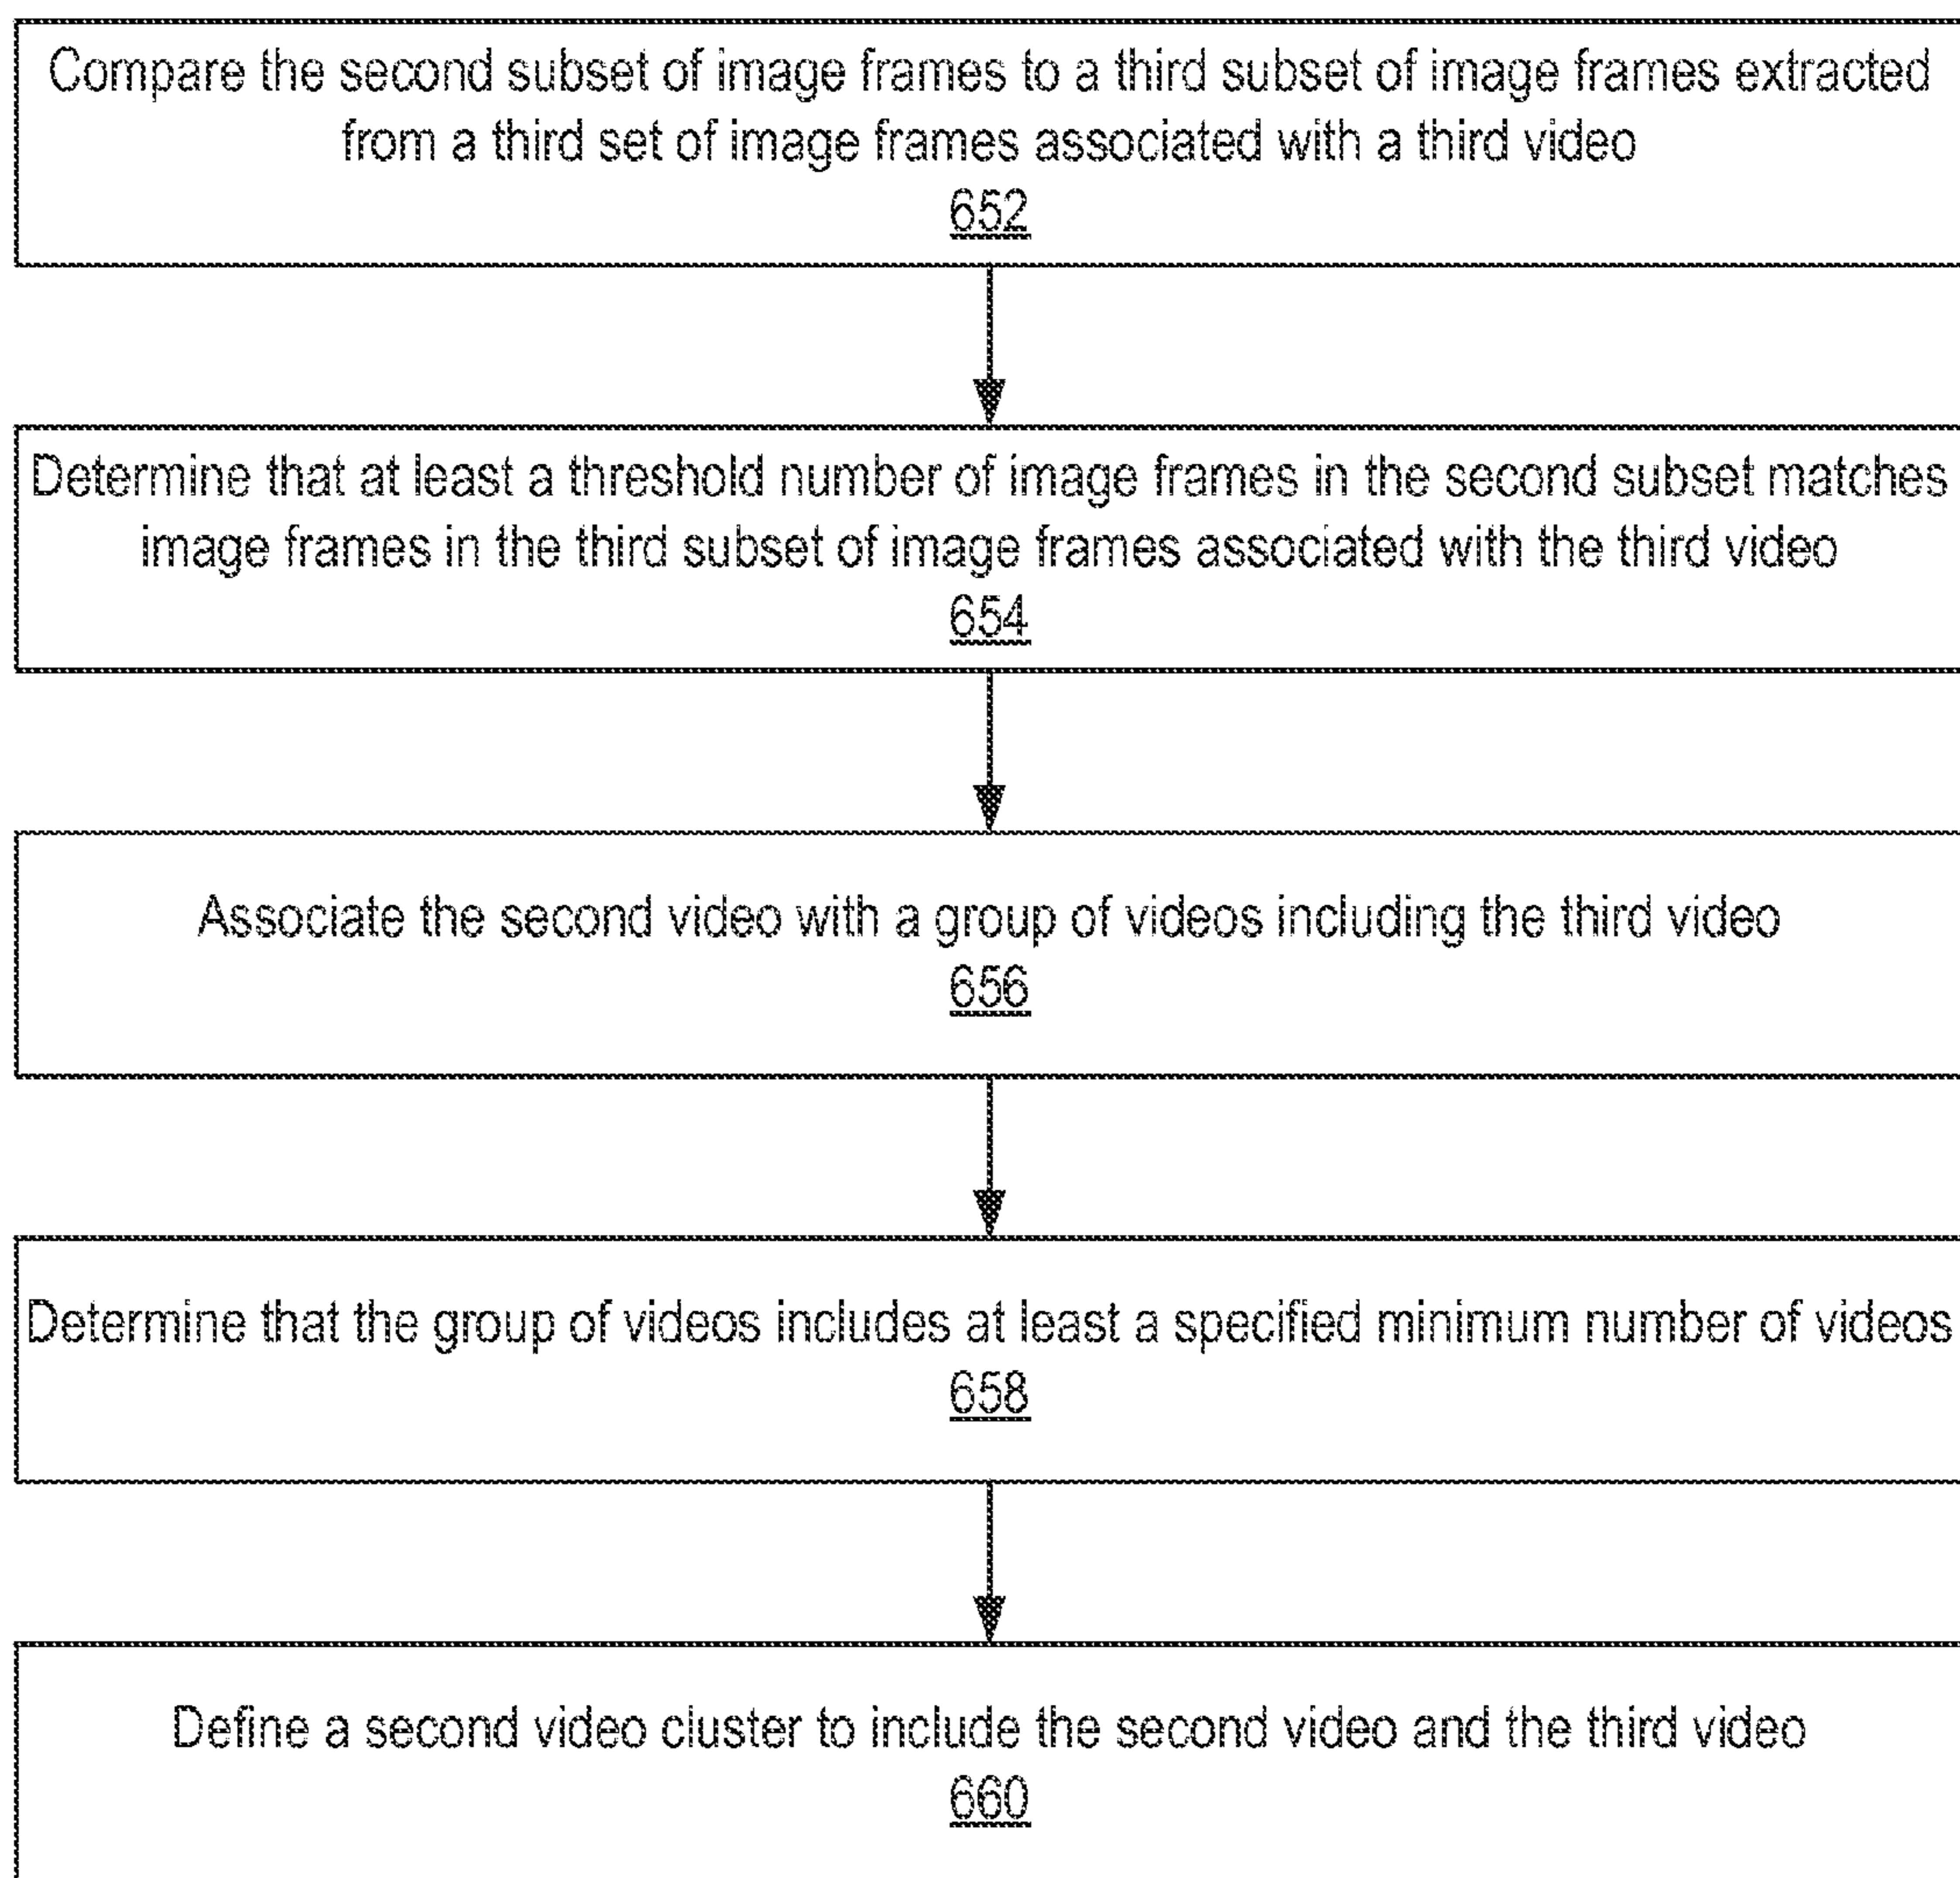 Compare the second subset of image frames to a third subset of image frames extracted
from a third set of image frames associated with a third video
652
Determine that at least a threshold number of image frames in the second subset matches
image frames in the third subset of image frames associated with the third video
654
Associate the second video with a group of videos including the third video
656
Determine that the group of videos includes at least a specified minimum number of videos
658
Define a second video cluster to include the second video and the third video
660